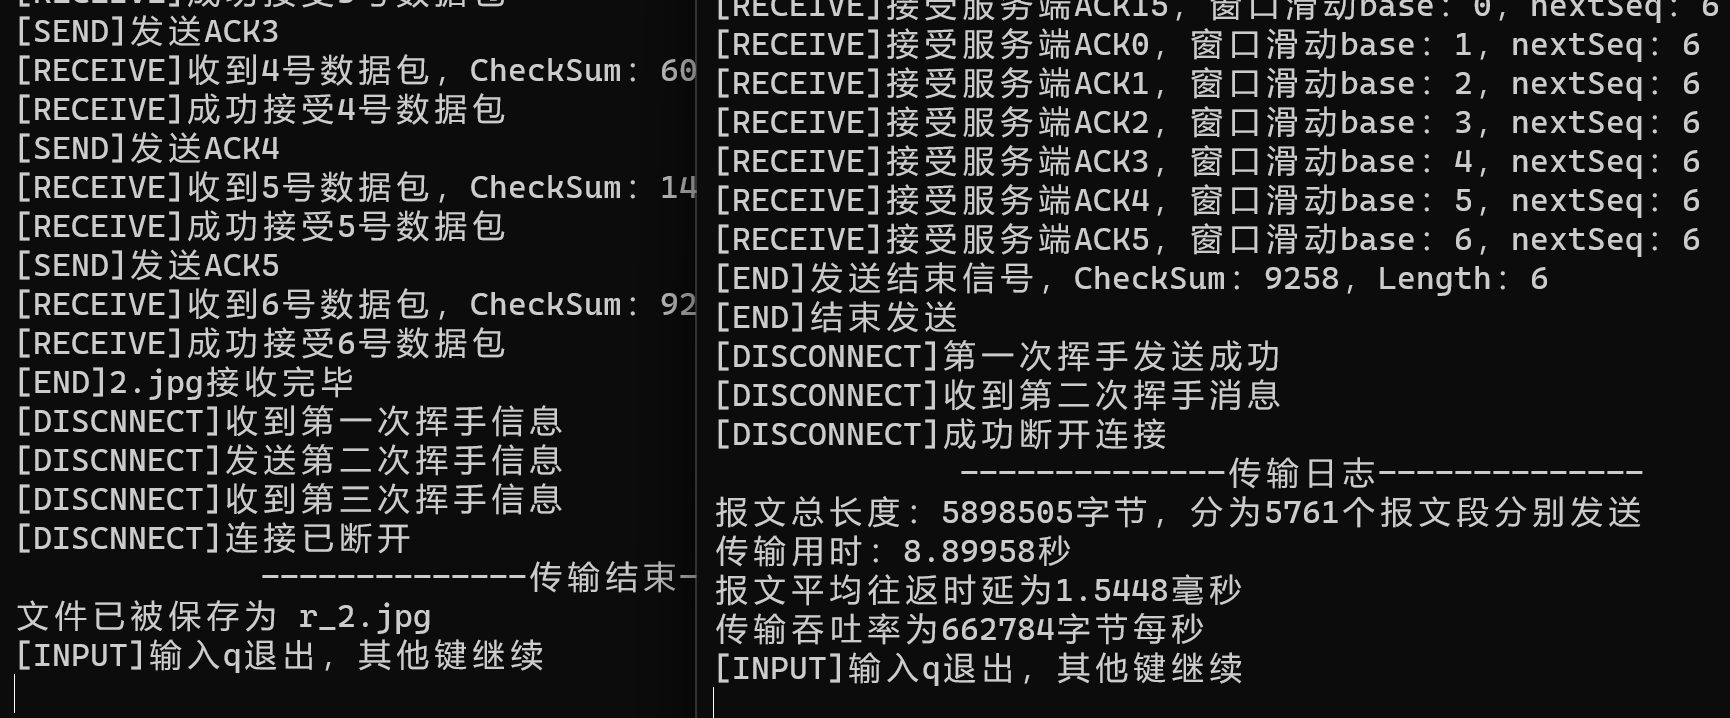 [SEND]发送ACK3
[RECEIVE]收到4号数据包, CheckSum: 60
[RECEIVE]成功接受4号数据包
[SEND]发送ACK4
[RECEIVE]收到5号数据包, CheckSum: 14
[RECEIVE]成功接受5号数据包
[SEND]发送ACK5
[RECEIVE]收到6号数据包, CheckSum: 92
[RECEIVE]成功接受6号数据包
[END]2.jpg接收完毕
[DISCNNECT]收到第一次挥手信息
[DISCNNECT]发送第二次挥手信息
[DISCNNECT]收到第三次挥手信息
[DISCNNECT]连接已断开
--------------传输结束-
文件已被保存为 r_2.jpg
[INPUT]输入q退出, 其他键继续
[RECEIVE]接受服务端ACK15, 窗口滑动base: 0, nextSeq: 6
[RECEIVE]接受服务端ACK0, 窗口滑动base: 1, nextSeq: 6
[RECEIVE]接受服务端ACK1, 窗口滑动base: 2, nextSeq: 6
[RECEIVE]接受服务端ACK2, 窗口滑动base: 3, nextSeq: 6
[RECEIVE]接受服务端ACK3, 窗口滑动base: 4, nextSeq: 6
[RECEIVE]接受服务端ACK4, 窗口滑动base: 5, nextSeq: 6
[RECEIVE]接受服务端ACK5, 窗口滑动base: 6, nextSeq: 6
[END]发送结束信号, CheckSum: 9258, Length: 6
[END]结束发送
[DISCONNECT]第一次挥手发送成功
[DISCONNECT]收到第二次挥手消息
[DISCONNECT]成功断开连接
--------------传输日志--------------
报文总长度: 5898505字节, 分为5761个报文段分别发送
传输用时: 8.89958秒
报文平均往返时延为1.5448毫秒
传输吞吐率为662784字节每秒
[INPUT]输入q退出, 其他键继续